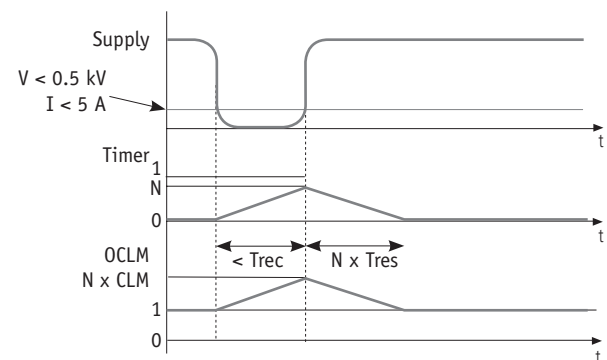 Supply
V < 0.5 kV
I < 5 A
t
Timer
1
N
0
t
OCLM
< Trec
N x Tres
N x CLM
1
0
t